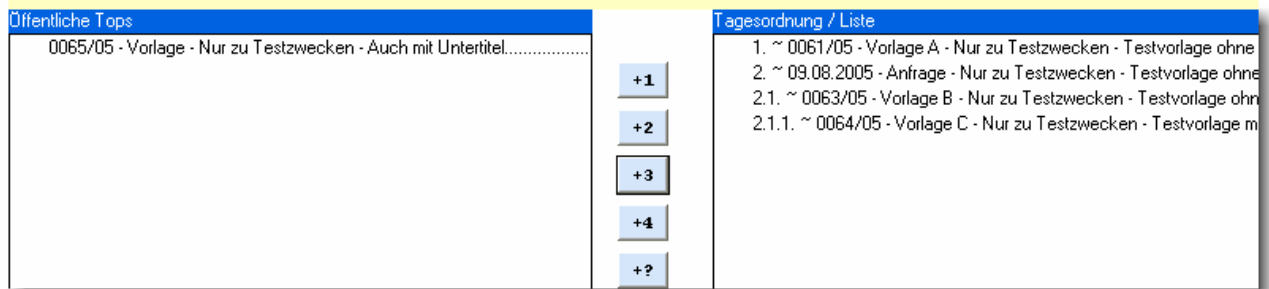 Öffentliche Tops
0065/05 - Vorlage - Nur zu Testzwecken - Auch mit Untertitel..................
+1
+2
+3
+4
+?
Tagesordnung / Liste
1. ~ 0061/05 - Vorlage A - Nur zu Testzwecken - Testvorlage ohne
2. ~ 09.08.2005 - Anfrage - Nur zu Testzwecken - Testvorlage ohne
2.1. ~ 0063/05 - Vorlage B - Nur zu Testzwecken - Testvorlage ohn
2.1.1. ~ 0064/05 - Vorlage C - Nur zu Testzwecken - Testvorlage m